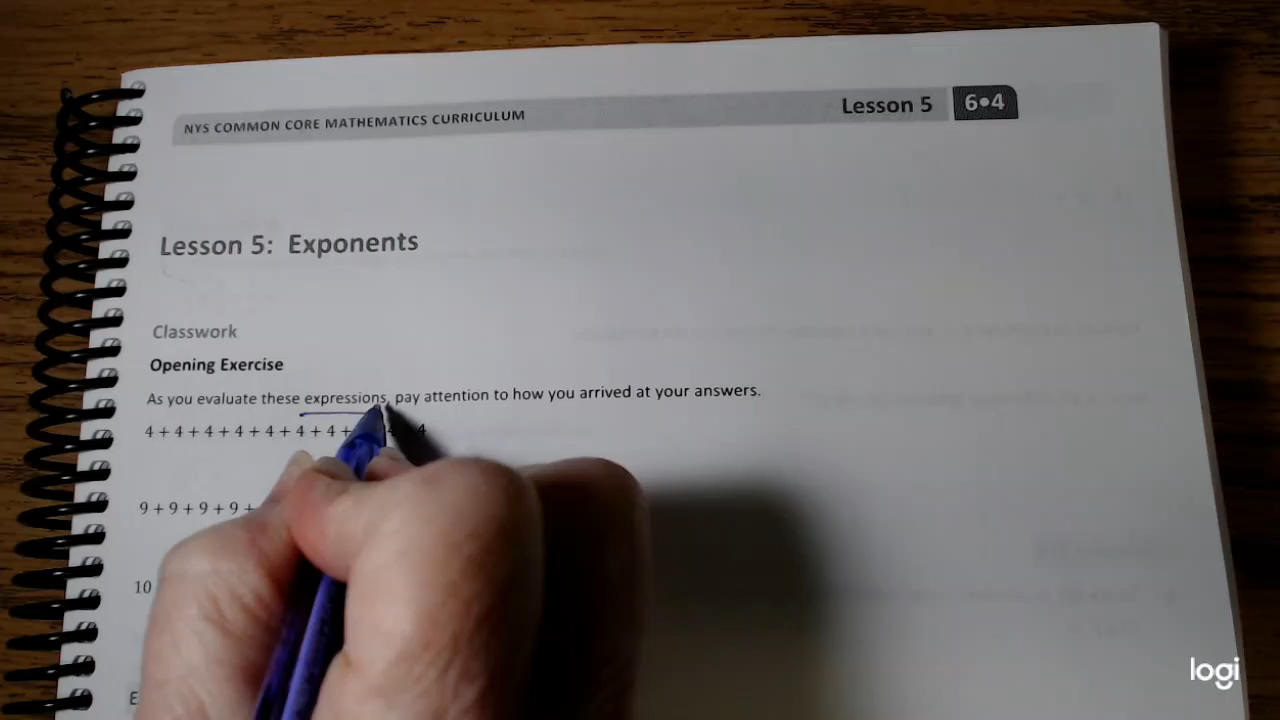 NYS COMMON CORE MATHEMATICS CURRICULUM
Lesson 5
6•4
Lesson 5: Exponents
Classwork
Opening Exercise
As you evaluate these expressions, pay attention to how you arrived at your answers.
4 + 4 + 4 + 4 + 4 + 4 + 4 + 4 4
9 + 9 + 9 + 9 +
10
E
logi